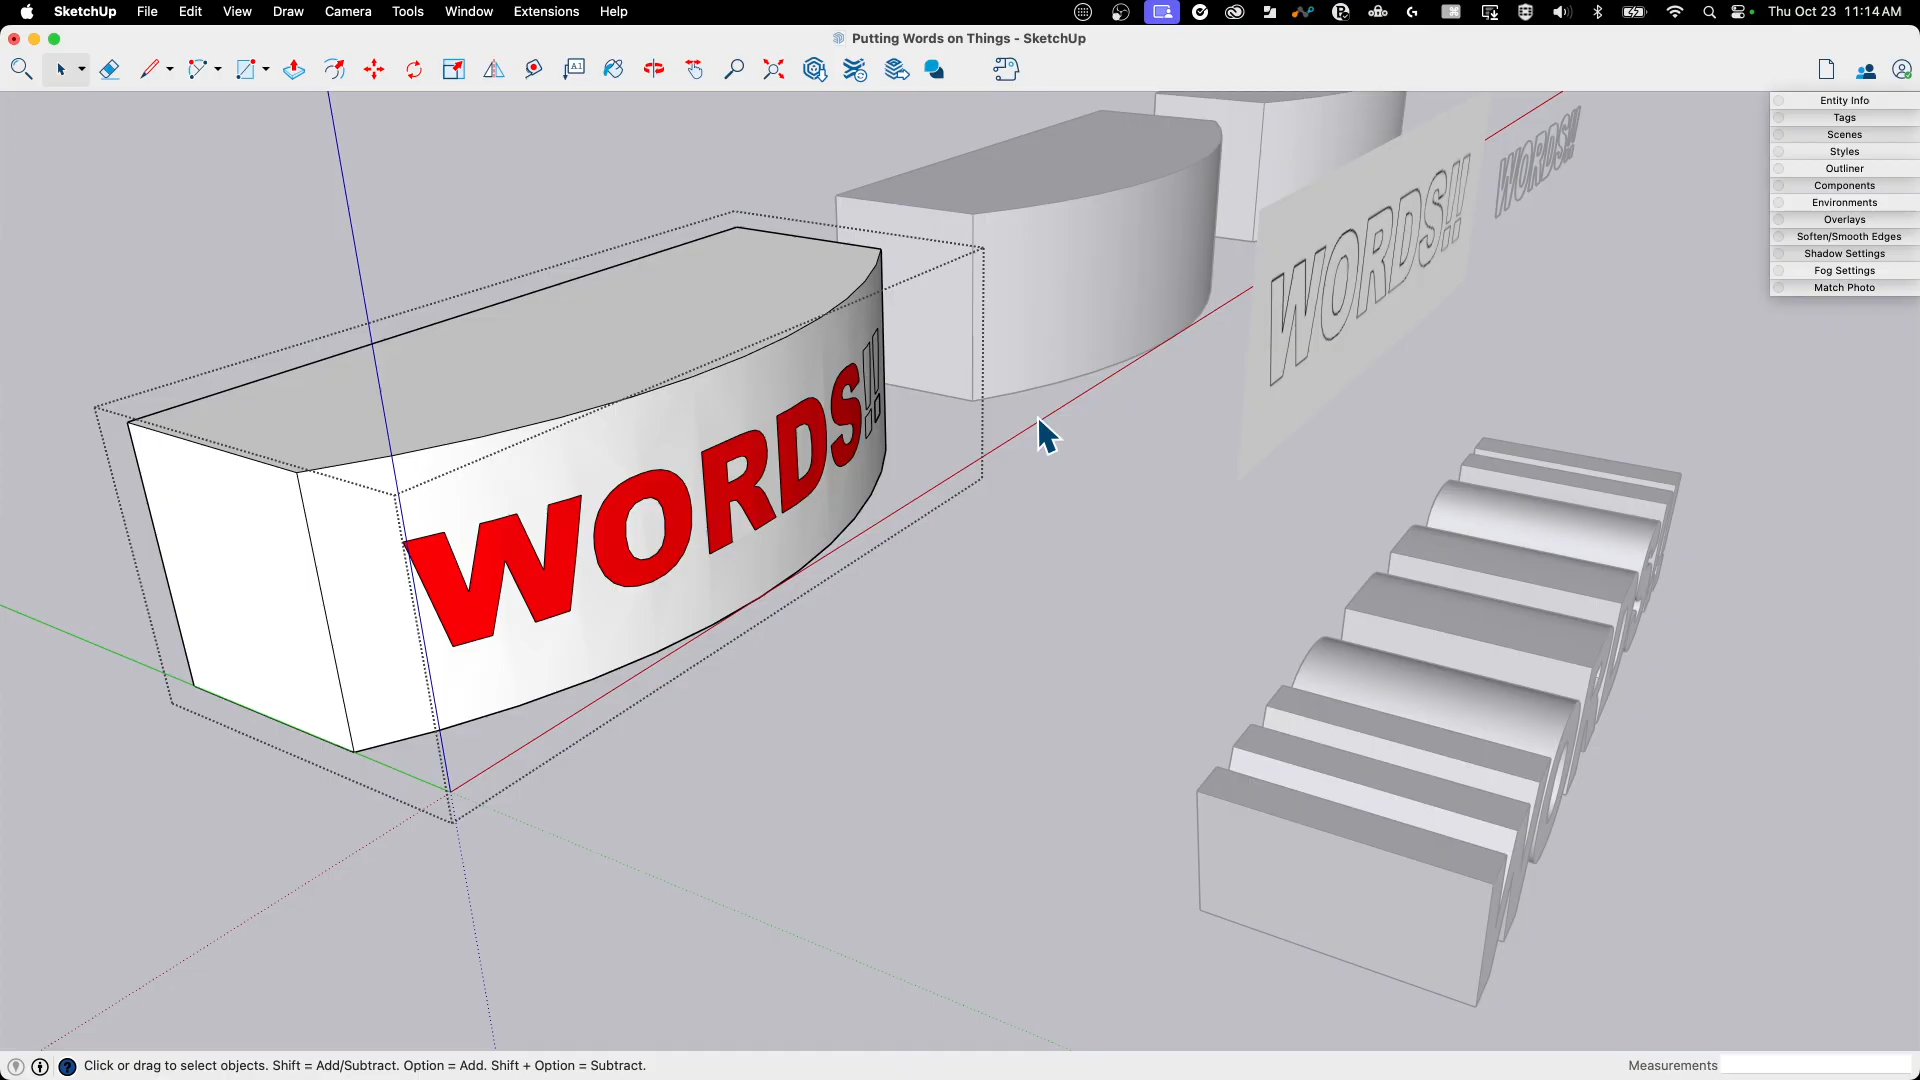 SketchUp File Edit View Draw Camera Tools Window Extensions Help Thu Oct 23 11:14 AM
Putting Words on Things - SketchUp
Entity Info
Tags
Scenes
Styles
Outliner
Components
Environments
Overlays
Soften/Smooth Edges
Shadow Settings
Fog Settings
Match Photo
WORDS!!
WORDS!!
WORDS!!
Click or drag to select objects. Shift = Add/Subtract. Option = Add. Shift + Option = Subtract.
Measurements